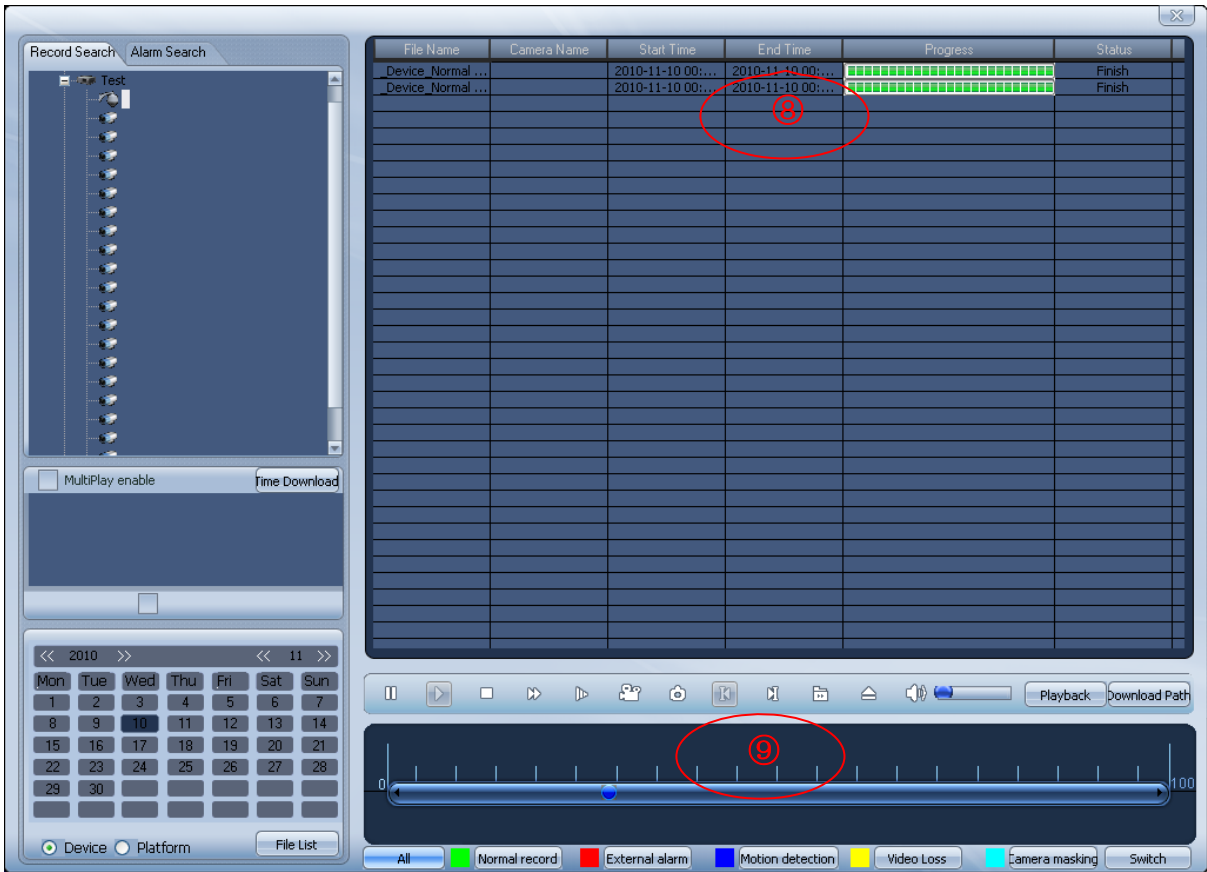 Record Search Alarm Search
Test
MultiPlay enable Time Download
2010 11
Mon Tue Wed Thu Fri Sat Sun
1 2 3 4 5 6 7
8 9 10 11 12 13 14
15 16 17 18 19 20 21
22 23 24 25 26 27 28
29 30
Device Platform File List
File Name Camera Name Start Time End Time Progress Status
_Device_Normal ... 2010-11-10 00:... 2010-11-10 00:... Finish
_Device_Normal ... 2010-11-10 00:... 2010-11-10 00:... Finish
⑧
Playback Download Path
⑨
0 100
All Normal record External alarm Motion detection Video Loss Camera masking Switch